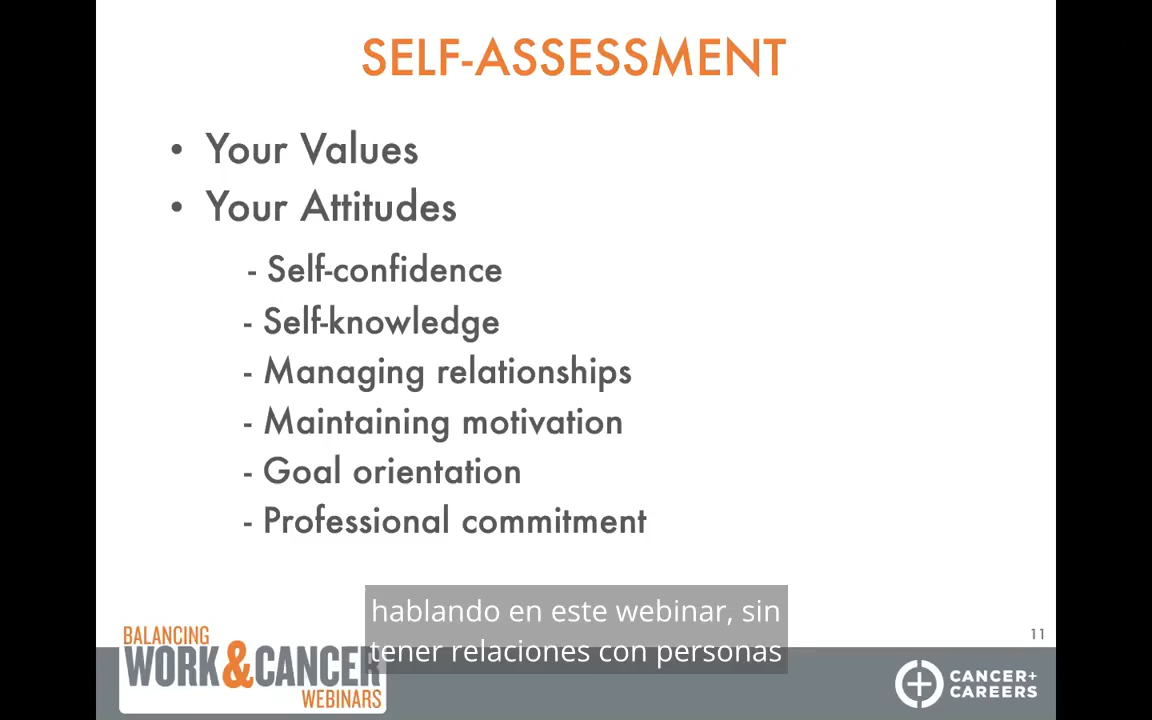 SELF-ASSESSMENT
• Your Values
• Your Attitudes
- Self-confidence
- Self-knowledge
- Managing relationships
- Maintaining motivation
- Goal orientation
- Professional commitment
hablando en este webinar, sin
tener relaciones con personas
BALANCING
WORK&CANCER
WEBINARS
11
CANCER+
CAREERS